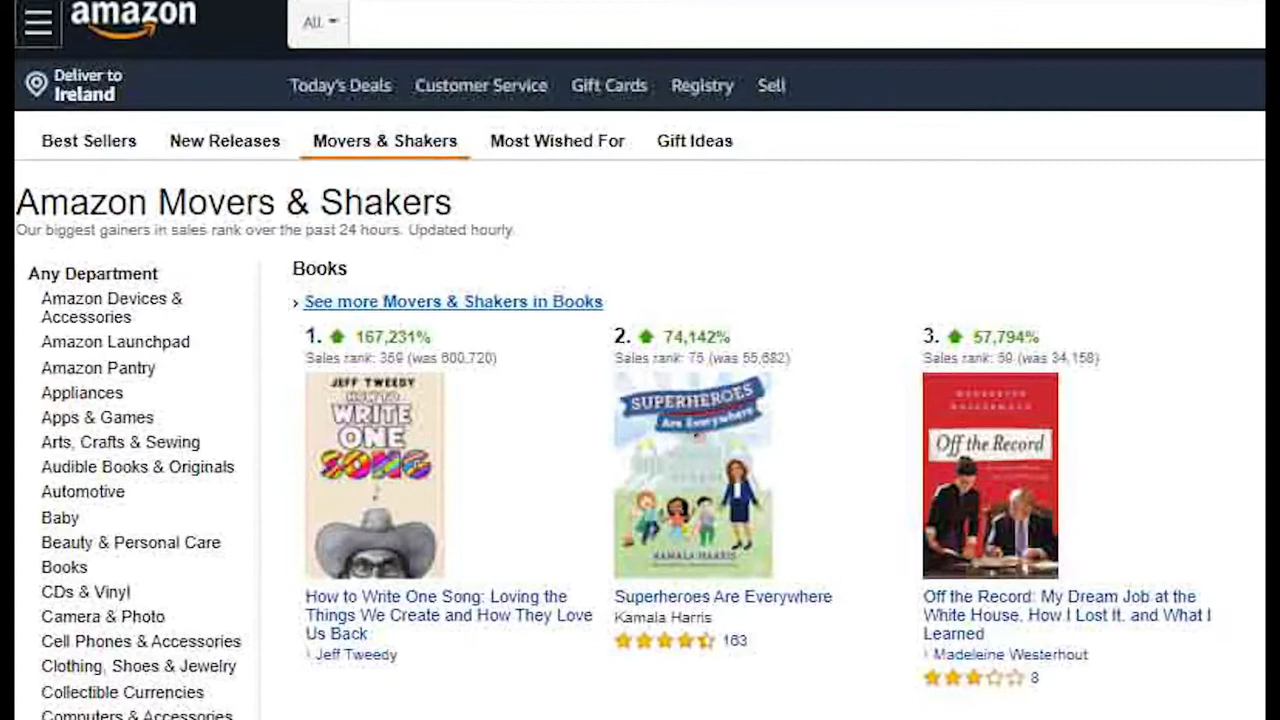 amazon
All
Deliver to
Ireland
Today's Deals Customer Service Gift Cards Registry Sell
Best Sellers New Releases Movers & Shakers Most Wished For Gift Ideas
Amazon Movers & Shakers
Our biggest gainers in sales rank over the past 24 hours. Updated hourly.
Any Department
Amazon Devices &
Accessories
Amazon Launchpad
Amazon Pantry
Appliances
Apps & Games
Arts, Crafts & Sewing
Audible Books & Originals
Automotive
Baby
Beauty & Personal Care
Books
CDs & Vinyl
Camera & Photo
Cell Phones & Accessories
Clothing, Shoes & Jewelry
Collectible Currencies
Computers & Accessories
Books
› See more Movers & Shakers in Books
1. 167,231%
Sales rank: 359 (was 600,720)
JEFF TWEEDY
HOW TO
WRITE
ONE
SONG
How to Write One Song: Loving the
Things We Create and How They Love
Us Back
› Jeff Tweedy
2. 74,142%
Sales rank: 75 (was 55,682)
SUPERHEROES
Are Everywhere
KAMALA HARRIS
Superheroes Are Everywhere
Kamala Harris
163
3. 57,794%
Sales rank: 59 (was 34,158)
MADELEINE
WESTERHOUT
Off the Record
Off the Record: My Dream Job at the
White House, How I Lost It, and What I
Learned
› Madeleine Westerhout
8